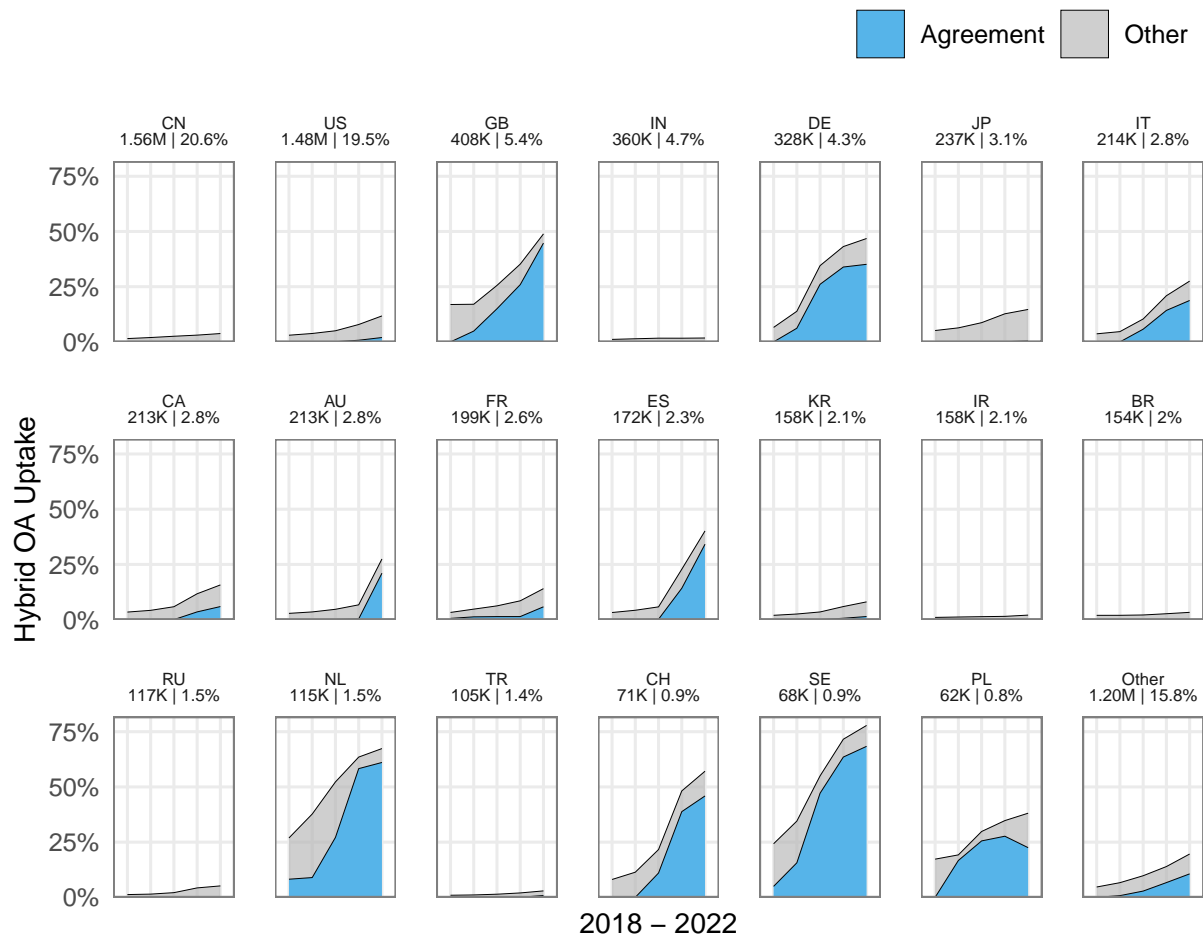 Agreement Other
CN US GB IN DE JP IT
1.56M | 20.6% 1.48M | 19.5% 408K | 5.4% 360K | 4.7% 328K | 4.3% 237K | 3.1% 214K | 2.8%
75%
50%
25%
0%
CA AU FR ES KR IR BR
213K | 2.8% 213K | 2.8% 199K | 2.6% 172K | 2.3% 158K | 2.1% 158K | 2.1% 154K | 2%
75%
50%
25%
0%
Hybrid OA Uptake
RU NL TR CH SE PL Other
117K | 1.5% 115K | 1.5% 105K | 1.4% 71K | 0.9% 68K | 0.9% 62K | 0.8% 1.20M | 15.8%
75%
50%
25%
0%
2018 – 2022